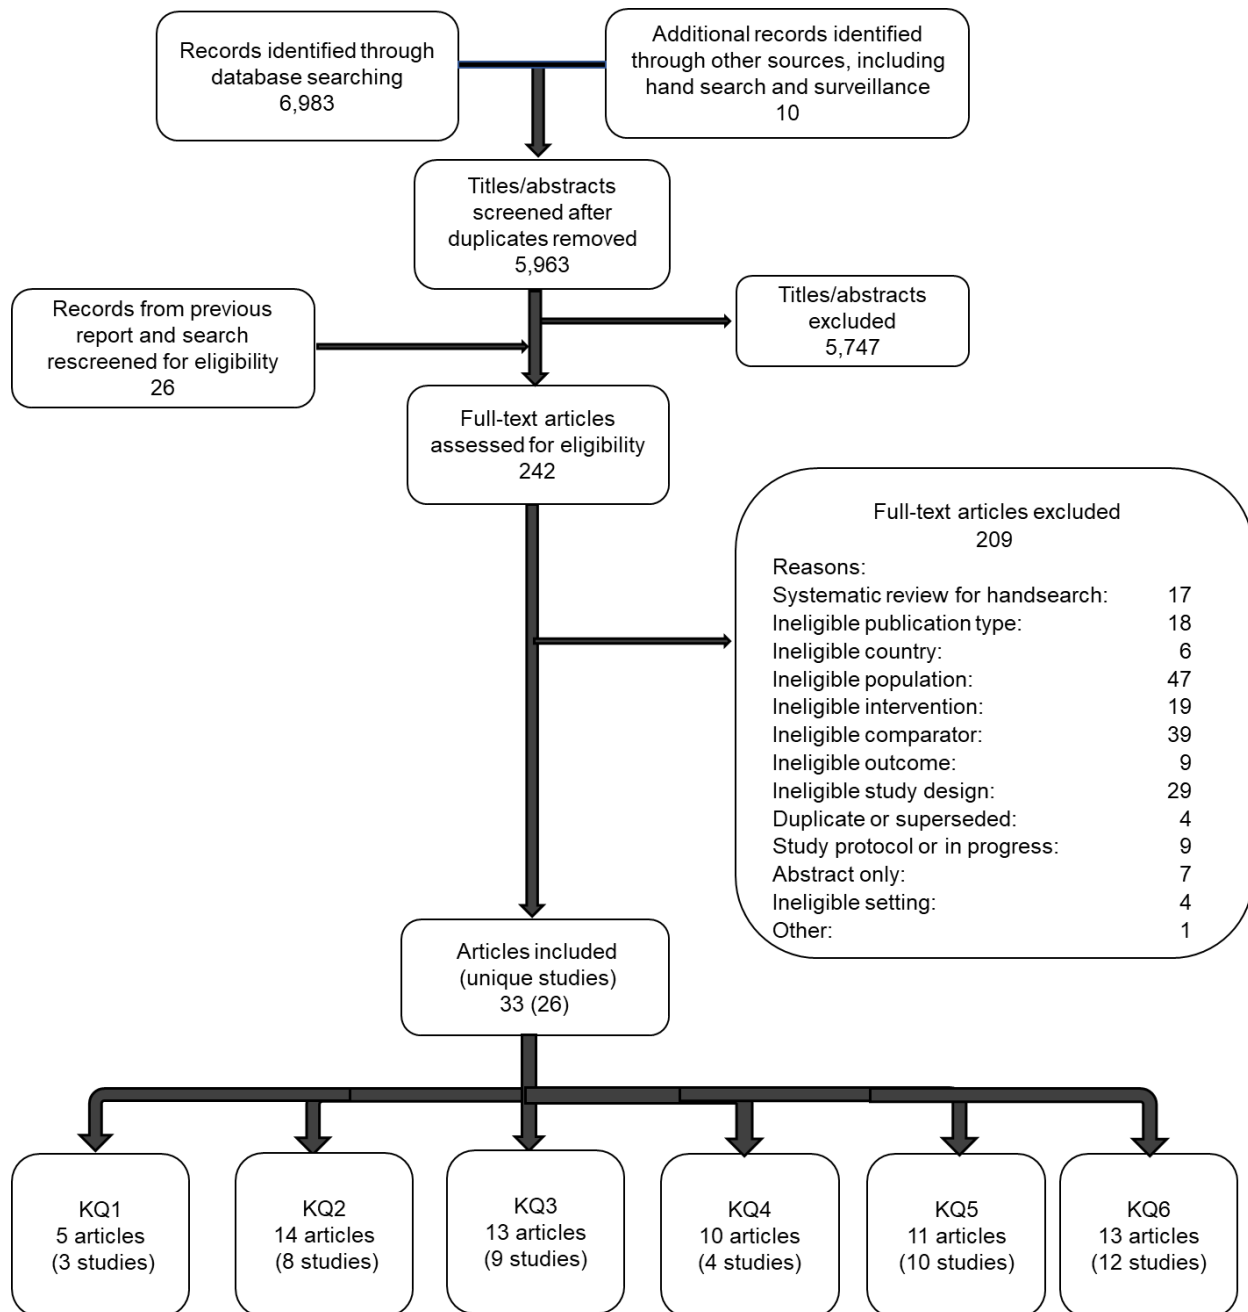 Records identified through
database searching
6,983
Additional records identified
through other sources, including
hand search and surveillance
10
Titles/abstracts
screened after
duplicates removed
5,963
Records from previous
report and search
rescreened for eligibility
26
Titles/abstracts
excluded
5,747
Full-text articles
assessed for eligibility
242
Full-text articles excluded
209
Reasons:
Systematic review for handsearch: 17
Ineligible publication type: 18
Ineligible country: 6
Ineligible population: 47
Ineligible intervention: 19
Ineligible comparator: 39
Ineligible outcome: 9
Ineligible study design: 29
Duplicate or superseded: 4
Study protocol or in progress: 9
Abstract only: 7
Ineligible setting: 4
Other: 1
Articles included
(unique studies)
33 (26)
KQ1
5 articles
(3 studies)
KQ2
14 articles
(8 studies)
KQ3
13 articles
(9 studies)
KQ4
10 articles
(4 studies)
KQ5
11 articles
(10 studies)
KQ6
13 articles
(12 studies)